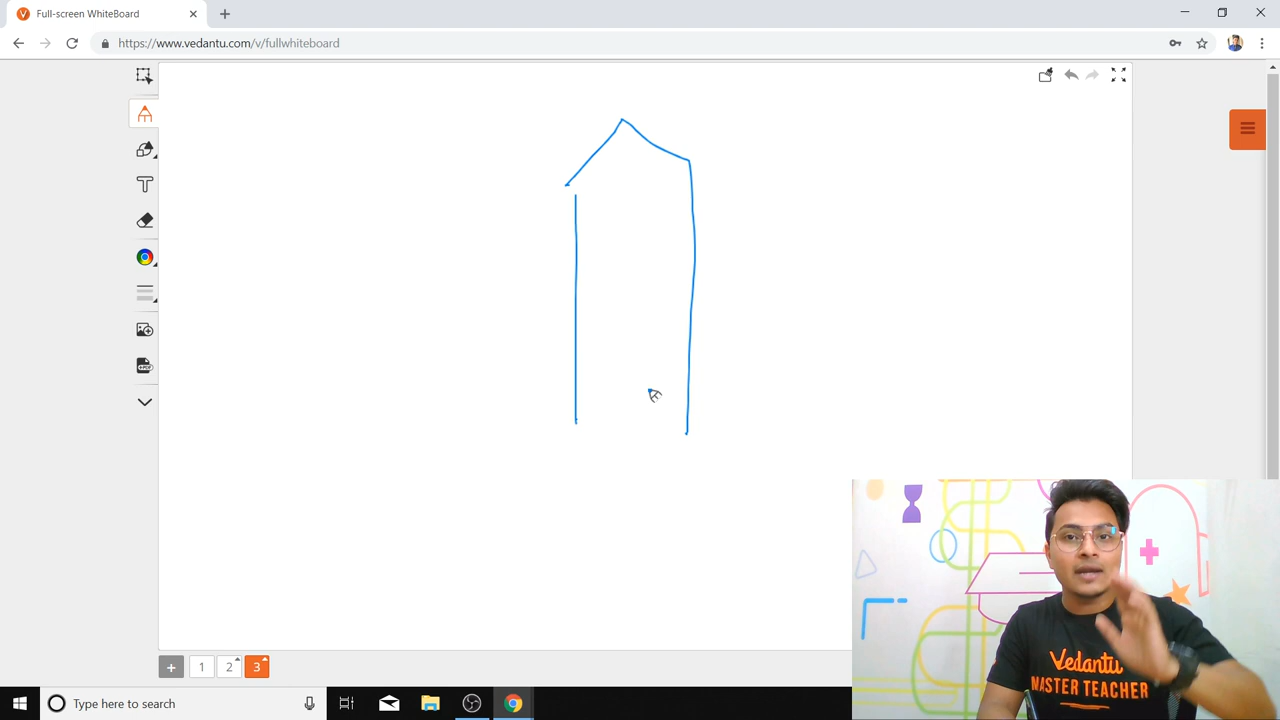 Full-screen WhiteBoard
https://www.vedantu.com/v/fullwhiteboard
T
+ 1 2 3
Vedantu
MASTER TEACHER
Type here to search